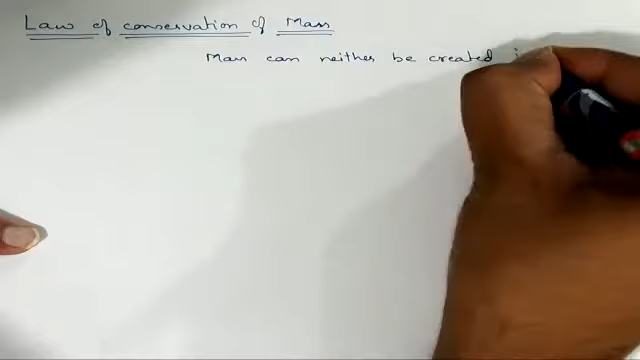 Law of conservation of Mass
Mass can neither be created